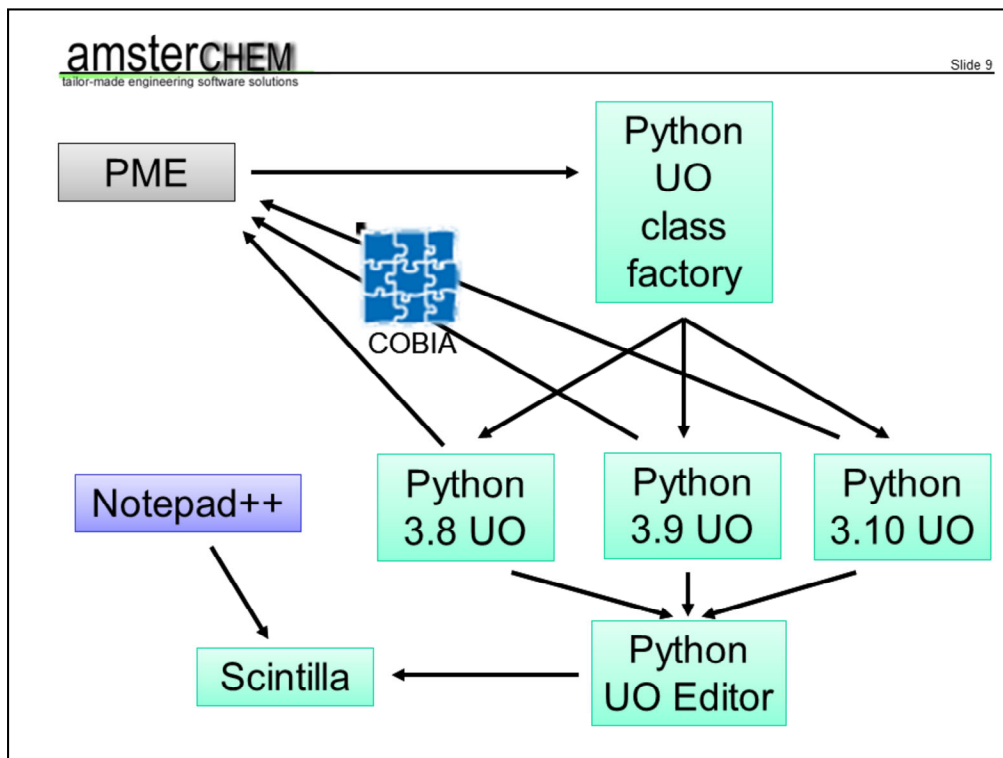 amsterCHEM
tailor-made engineering software solutions
Slide 9
PME
Python
UO
class
factory
COBIA
Notepad++
Python
3.8 UO
Python
3.9 UO
Python
3.10 UO
Scintilla
Python
UO Editor